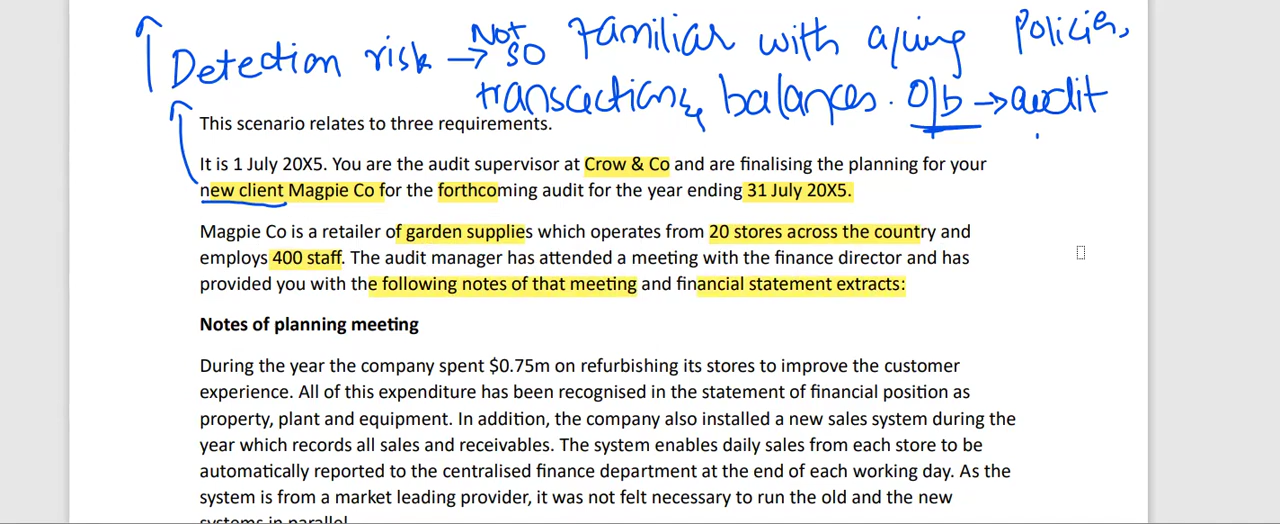 Detection risk → Not so Familiar with a/cing Policies,
transactions, balances. O/b → audit
This scenario relates to three requirements.
It is 1 July 20X5. You are the audit supervisor at Crow & Co and are finalising the planning for your
new client Magpie Co for the forthcoming audit for the year ending 31 July 20X5.
Magpie Co is a retailer of garden supplies which operates from 20 stores across the country and
employs 400 staff. The audit manager has attended a meeting with the finance director and has
provided you with the following notes of that meeting and financial statement extracts:
Notes of planning meeting
During the year the company spent $0.75m on refurbishing its stores to improve the customer
experience. All of this expenditure has been recognised in the statement of financial position as
property, plant and equipment. In addition, the company also installed a new sales system during the
year which records all sales and receivables. The system enables daily sales from each store to be
automatically reported to the centralised finance department at the end of each working day. As the
system is from a market leading provider, it was not felt necessary to run the old and the new
systems in parallel